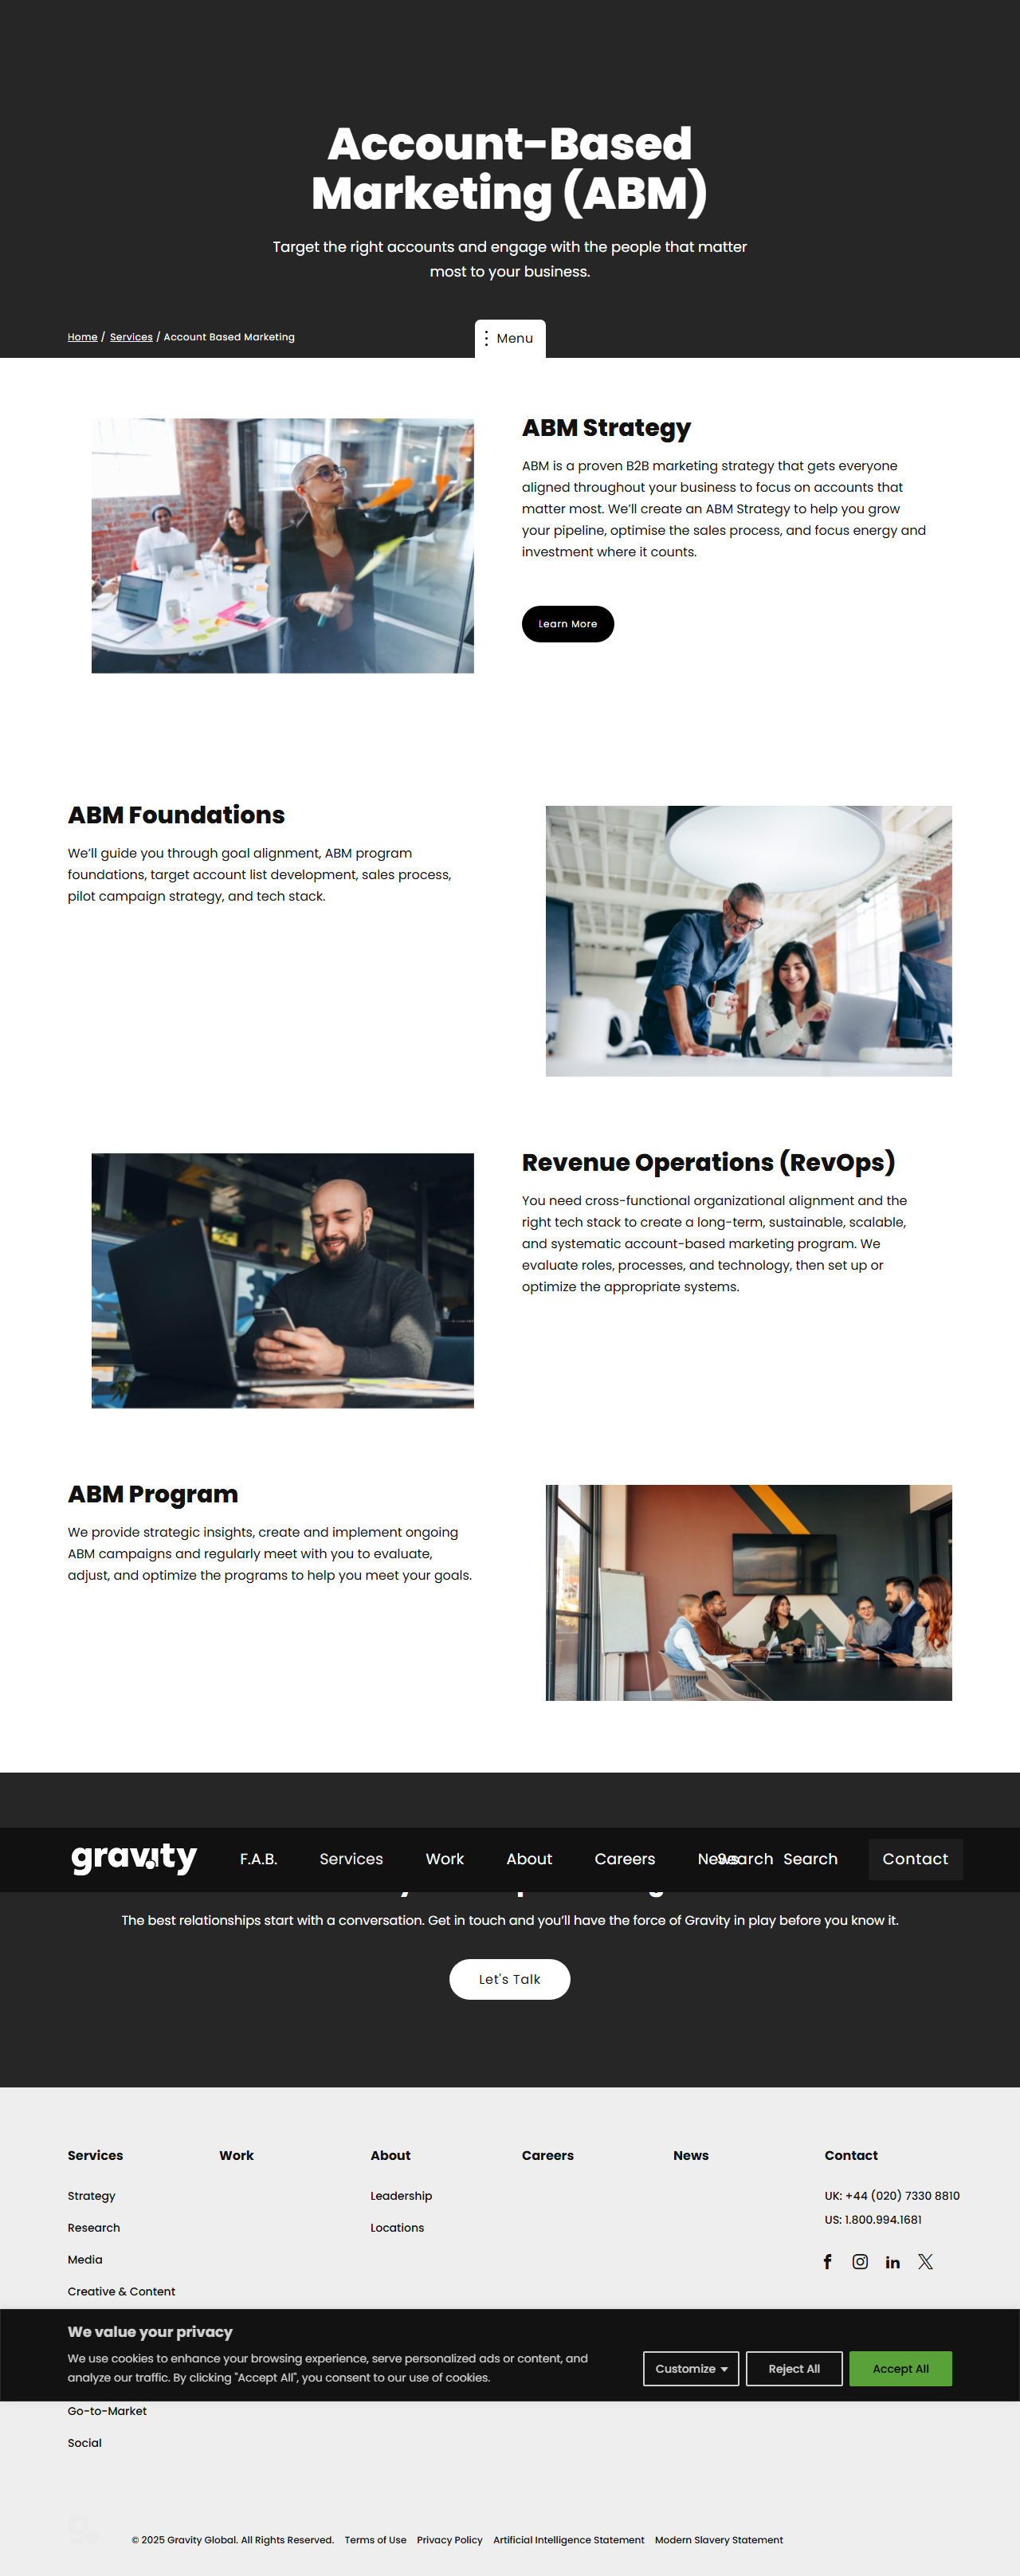 Account-Based
Marketing (ABM)
Target the right accounts and engage with the people that matter
most to your business.
Home / Services / Account Based Marketing
Menu
ABM Strategy
ABM is a proven B2B marketing strategy that gets everyone
aligned throughout your business to focus on accounts that
matter most. We'll create an ABM Strategy to help you grow
your pipeline, optimise the sales process, and focus energy and
investment where it counts.
Learn More
ABM Foundations
We'll guide you through goal alignment, ABM program
foundations, target account list development, sales process,
pilot campaign strategy, and tech stack.
Revenue Operations (RevOps)
You need cross-functional organizational alignment and the
right tech stack to create a long-term, sustainable, scalable,
and systematic account-based marketing program. We
evaluate roles, processes, and technology, then set up or
optimize the appropriate systems.
ABM Program
We provide strategic insights, create and implement ongoing
ABM campaigns and regularly meet with you to evaluate,
adjust, and optimize the programs to help you meet your goals.
gravity F.A.B. Services Work About Careers News Search Search Contact
The best relationships start with a conversation. Get in touch and you'll have the force of Gravity in play before you know it.
Let's Talk
Services
Work
About
Careers
News
Contact
Strategy
Research
Media
Creative & Content
Leadership
Locations
UK: +44 (020) 7330 8810
US: 1.800.994.1681
We value your privacy
We use cookies to enhance your browsing experience, serve personalized ads or content, and
analyze our traffic. By clicking "Accept All", you consent to our use of cookies.
Customize
Reject All
Accept All
Go-to-Market
Social
© 2025 Gravity Global. All Rights Reserved. Terms of Use Privacy Policy Artificial Intelligence Statement Modern Slavery Statement